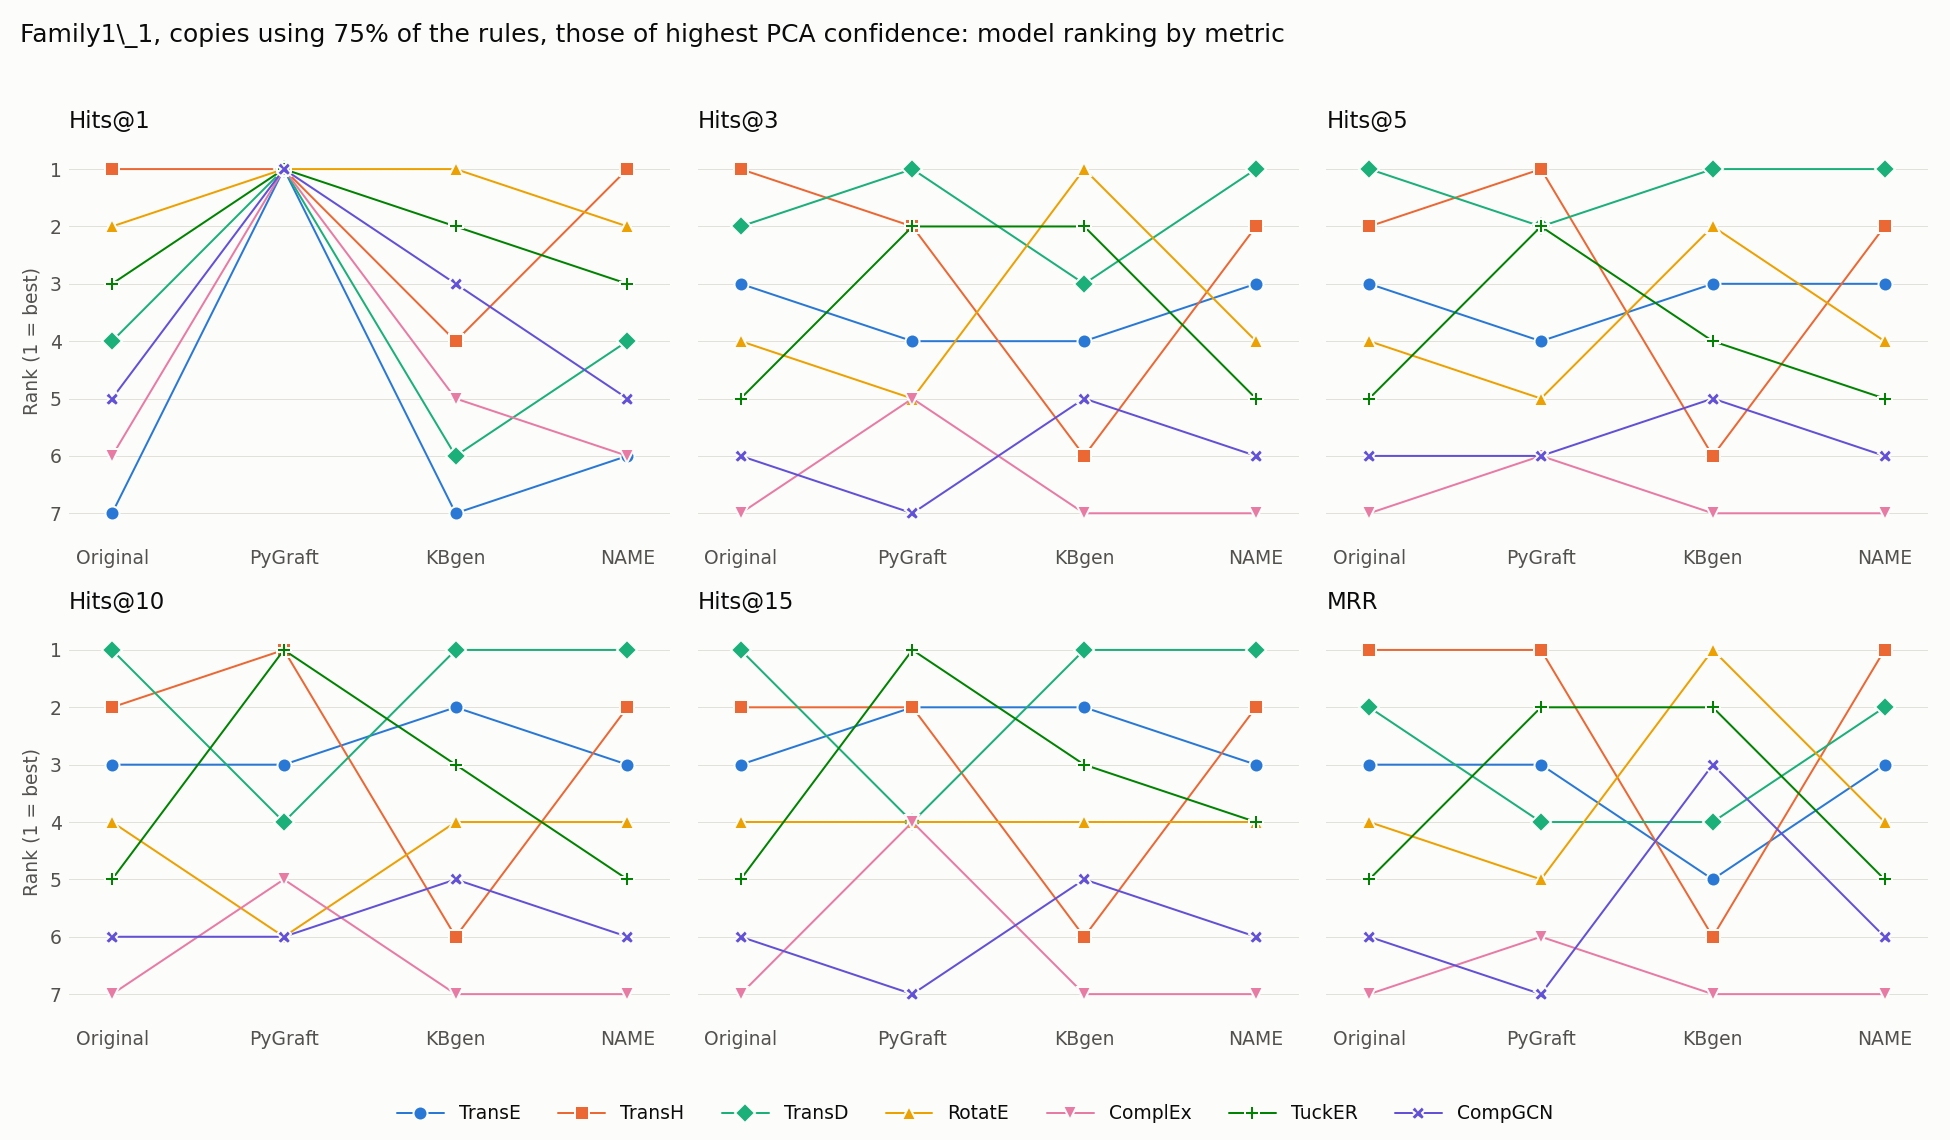 Family1\_1, copies using 75% of the rules, those of highest PCA confidence: model ranking by metric
Hits@1
Hits@3
Hits@5
Rank (1 = best)
1
2
3
4
5
6
7
Original
PyGraft
KBgen
NAME
Original
PyGraft
KBgen
NAME
Original
PyGraft
KBgen
NAME
Hits@10
Hits@15
MRR
Rank (1 = best)
1
2
3
4
5
6
7
Original
PyGraft
KBgen
NAME
Original
PyGraft
KBgen
NAME
Original
PyGraft
KBgen
NAME
TransE
TransH
TransD
RotatE
ComplEx
TuckER
CompGCN